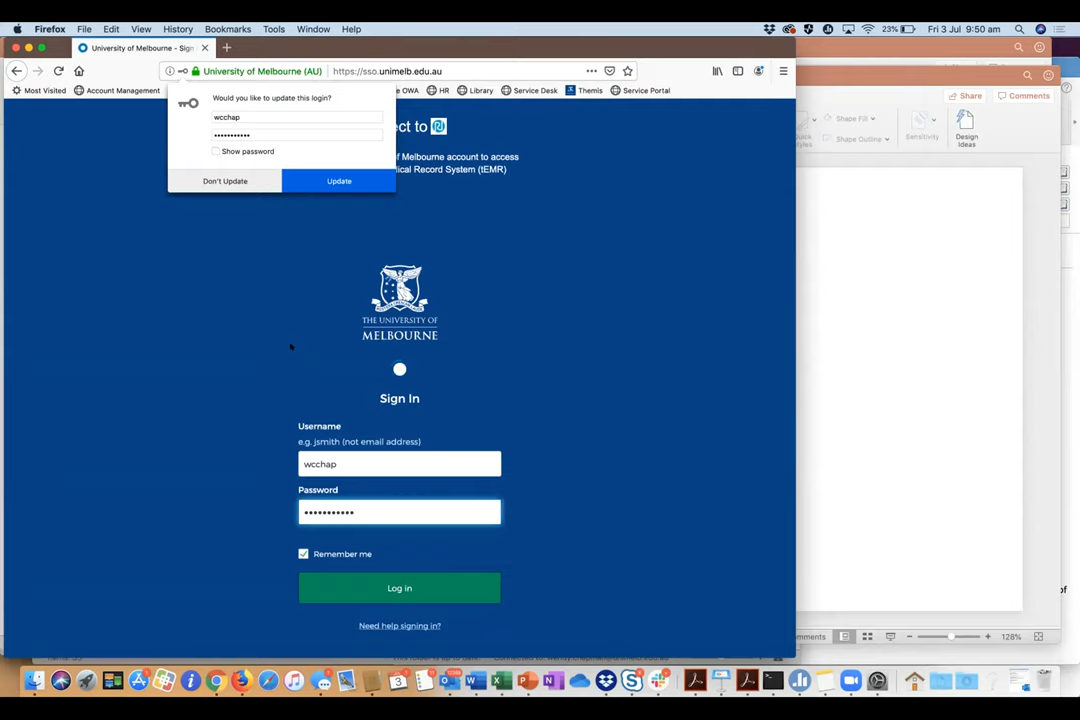 Firefox File Edit View History Bookmarks Tools Window Help 23% Fri 3 Jul 9:50 am
University of Melbourne - Sign
University of Melbourne (AU) https://sso.unimelb.edu.au
Most Visited Account Management OWA HR Library Service Desk Themis Service Portal
Would you like to update this login?
wcchap
•••••••••••
Show password
Don't Update Update
ect to
of Melbourne account to access
ical Record System (tEMR)
THE UNIVERSITY OF
MELBOURNE
Sign In
Username
e.g. jsmith (not email address)
wcchap
Password
•••••••••••
Remember me
Log in
Need help signing in?
Share Comments
Shape Fill
Shape Outline
Styles
Sensitivity
Design
Ideas
of
mments 128%